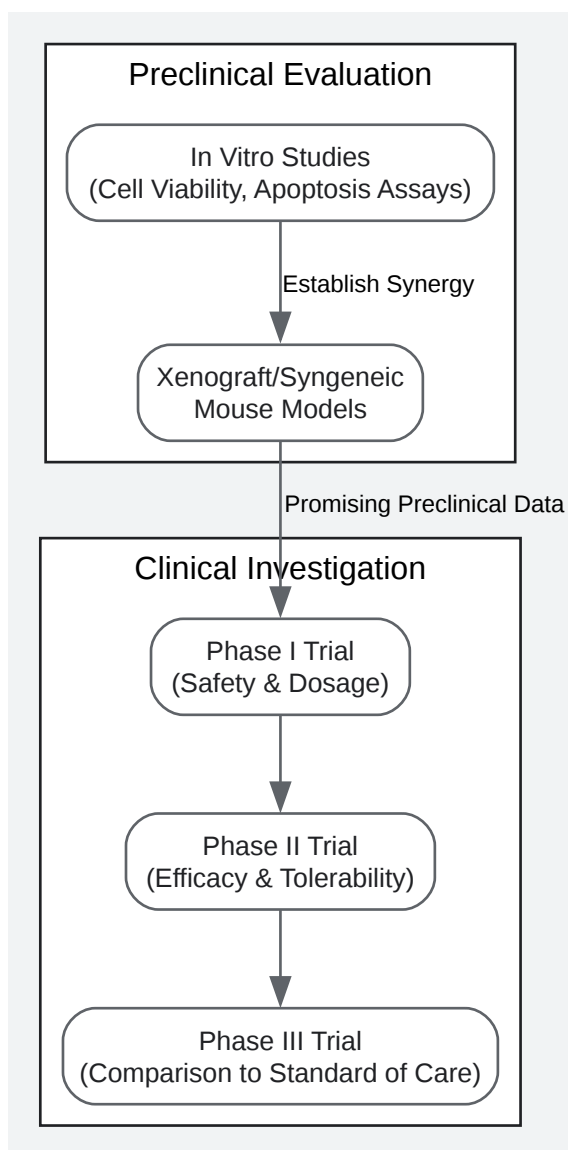 Preclinical Evaluation
In Vitro Studies
(Cell Viability, Apoptosis Assays)
Establish Synergy
Xenograft/Syngeneic
Mouse Models
Promising Preclinical Data
Clinical Investigation
Phase I Trial
(Safety & Dosage)
Phase II Trial
(Efficacy & Tolerability)
Phase III Trial
(Comparison to Standard of Care)